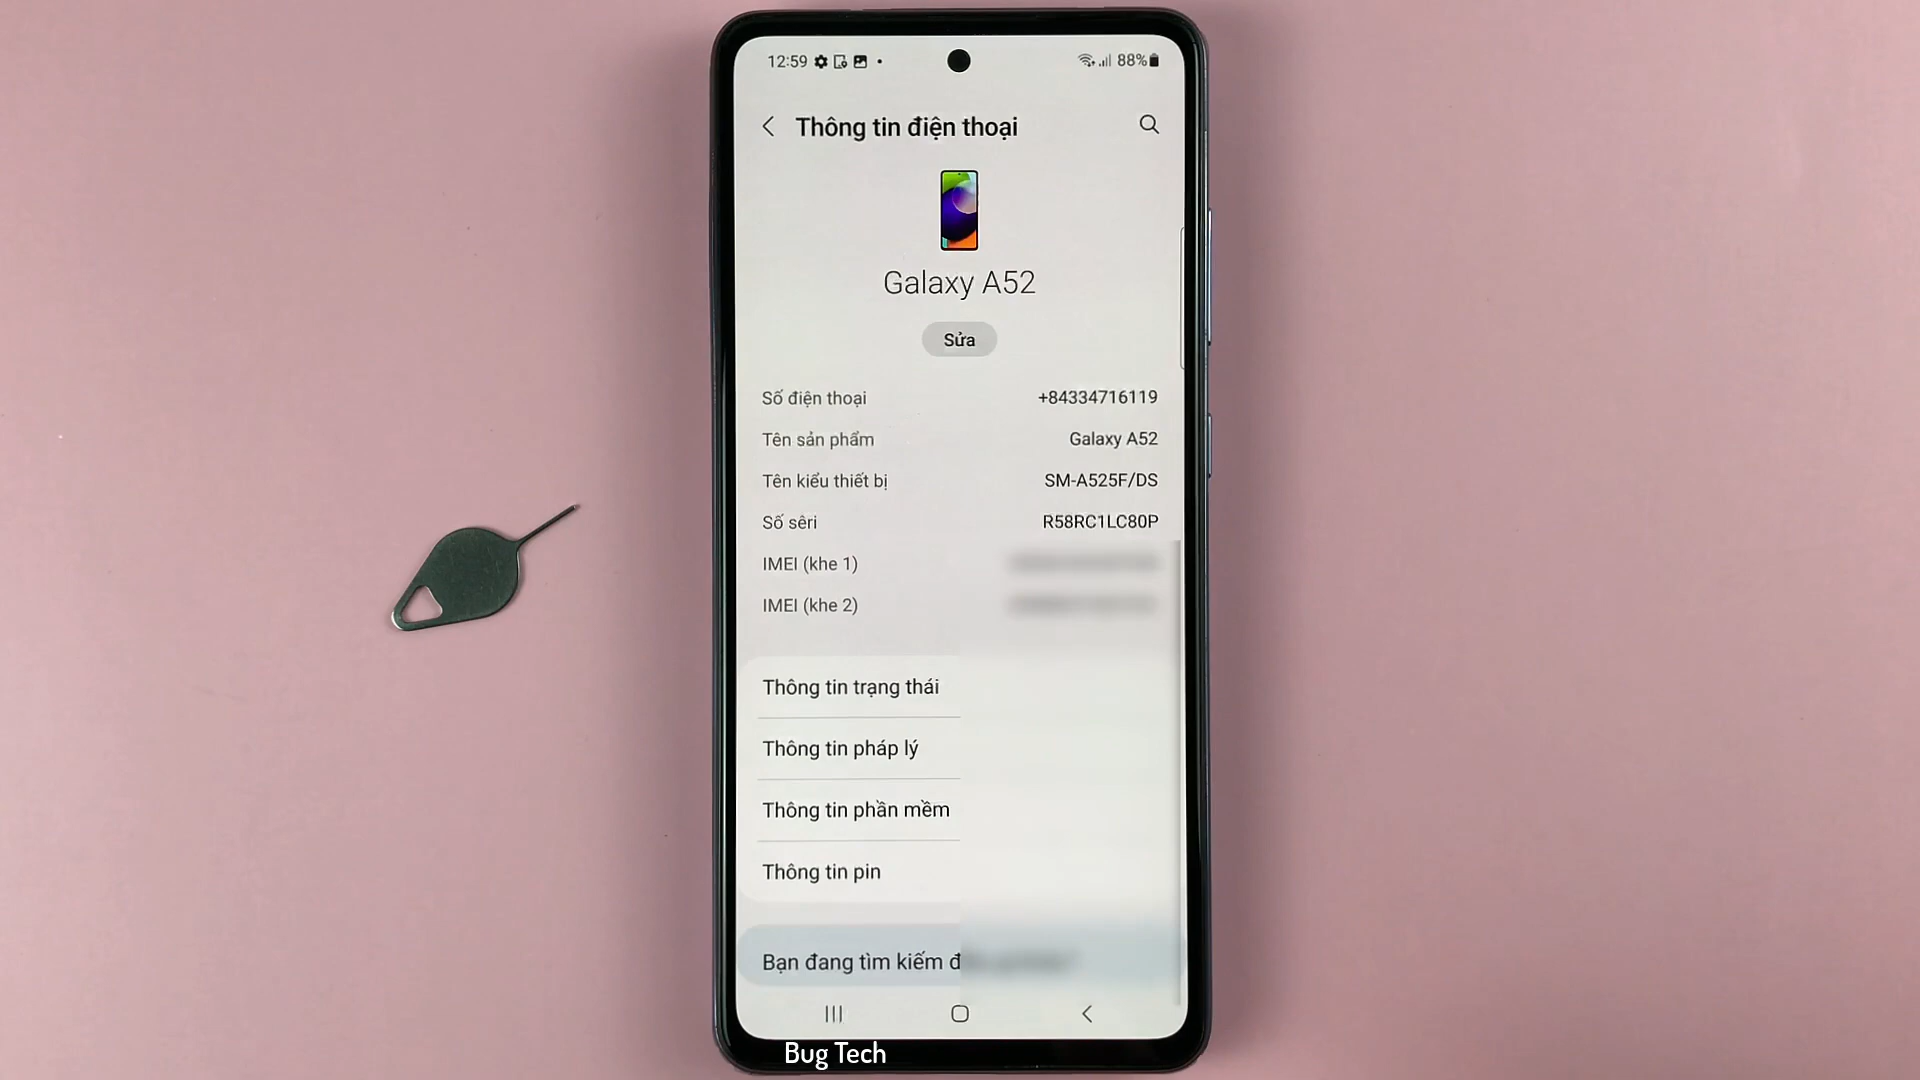 12:59
88%
Thông tin điện thoại
Galaxy A52
Sửa
Số điện thoại +84334716119
Tên sản phẩm Galaxy A52
Tên kiểu thiết bị SM-A525F/DS
Số sêri R58RC1LC80P
IMEI (khe 1)
IMEI (khe 2)
Thông tin trạng thái
Thông tin pháp lý
Thông tin phần mềm
Thông tin pin
Bạn đang tìm kiếm đ
Bug Tech